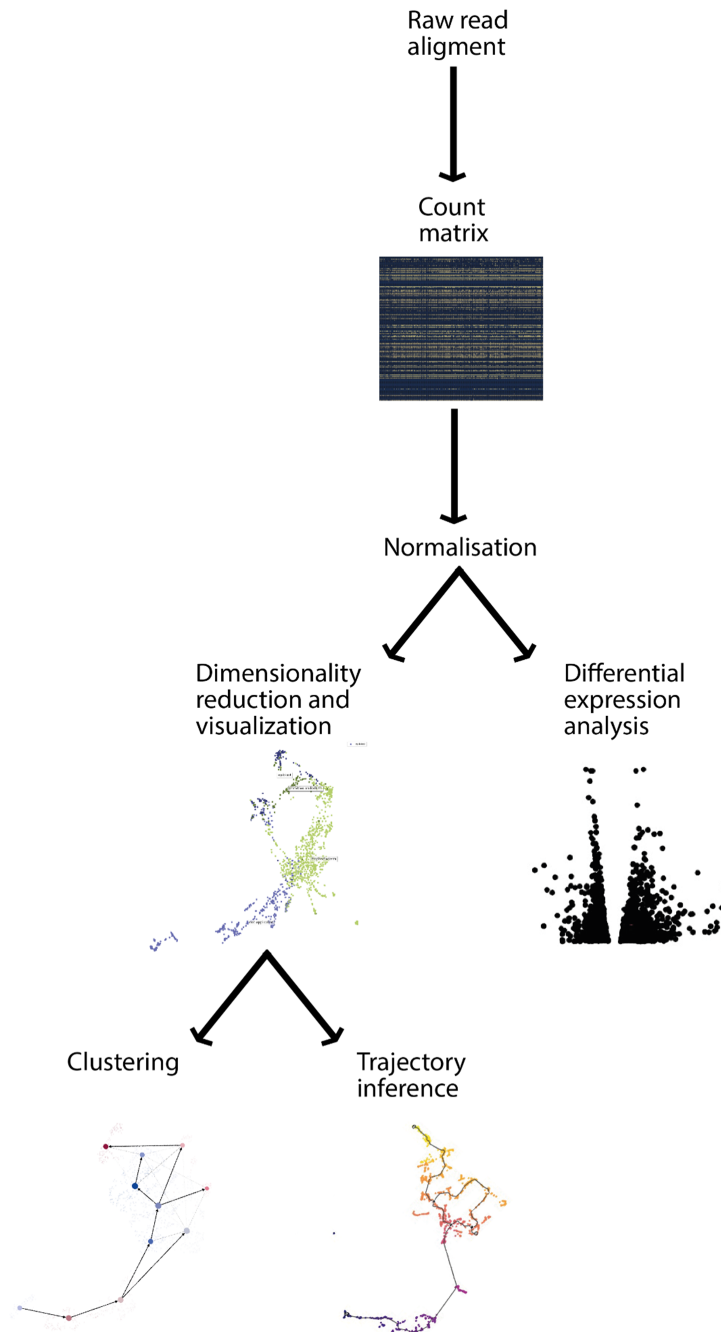 Raw read
aligment
Count
matrix
Normalisation
Dimensionality
reduction and
visualization
Differential
expression
analysis
Clustering
Trajectory
inference